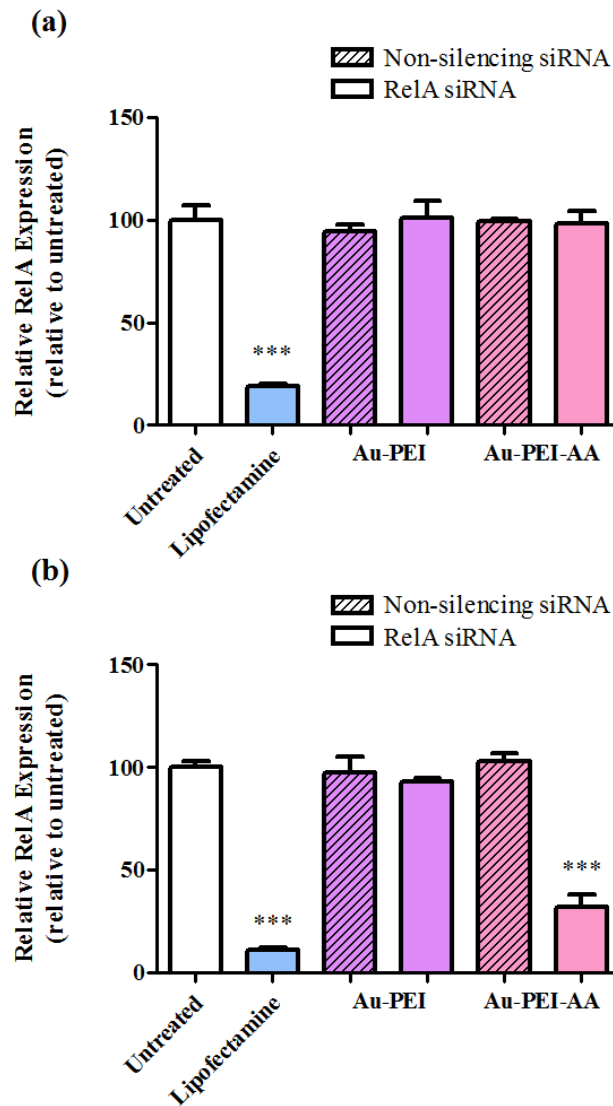 (a)
Non-silencing siRNA
RelA siRNA
Relative RelA Expression
(relative to untreated)
150
100
50
0
***
Untreated
Lipofectamine
Au-PEI
Au-PEI-AA
(b)
Non-silencing siRNA
RelA siRNA
Relative RelA Expression
(relative to untreated)
150
100
50
0
***
***
Untreated
Lipofectamine
Au-PEI
Au-PEI-AA